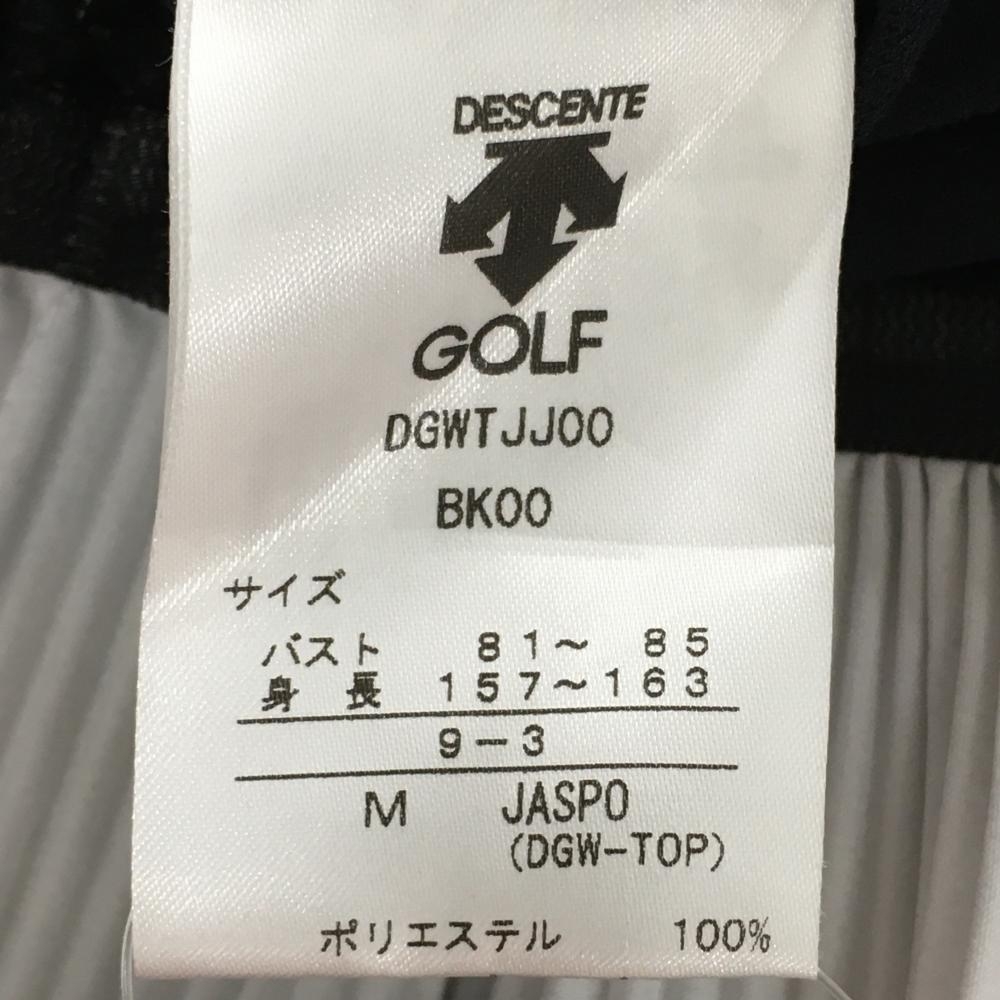 DESCENTE
GOLF
DGWTJJ00
BK00
サイズ
バスト 81〜 85
身 長 157〜163
9－3
M JASPO
(DGW-TOP)
ポリエステル 100%